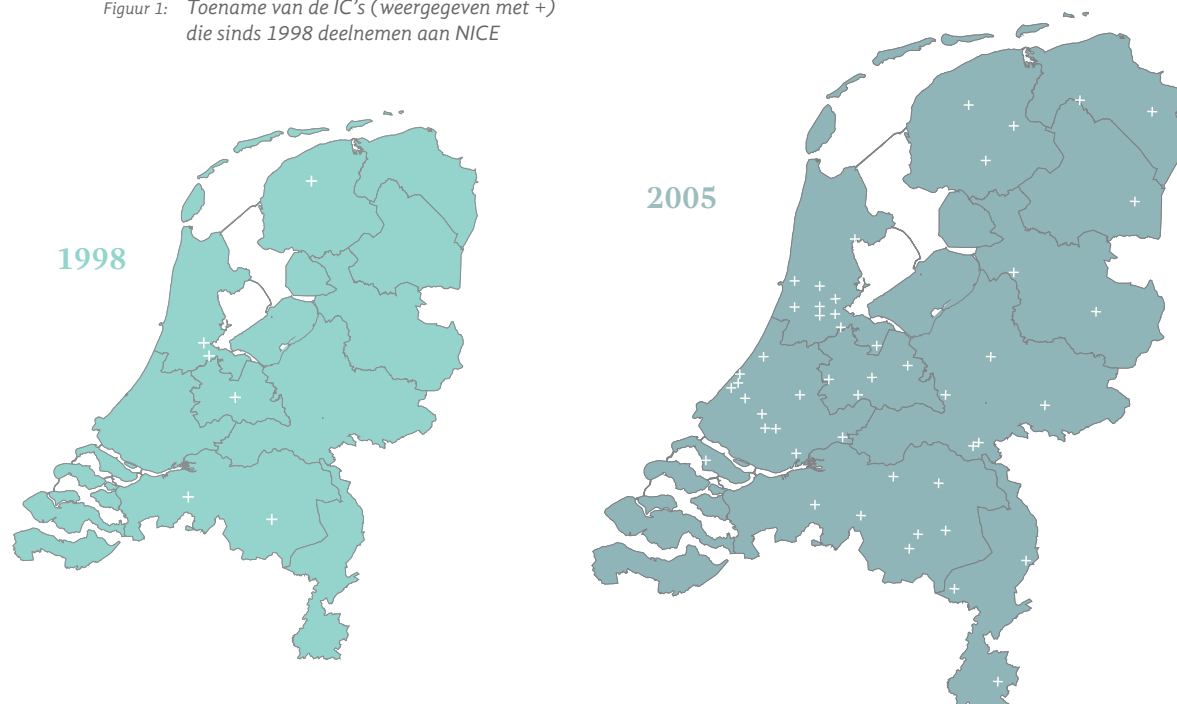 Figuur 1: Toename van de IC's (weergegeven met +)
die sinds 1998 deelnemen aan NICE
1998
2005